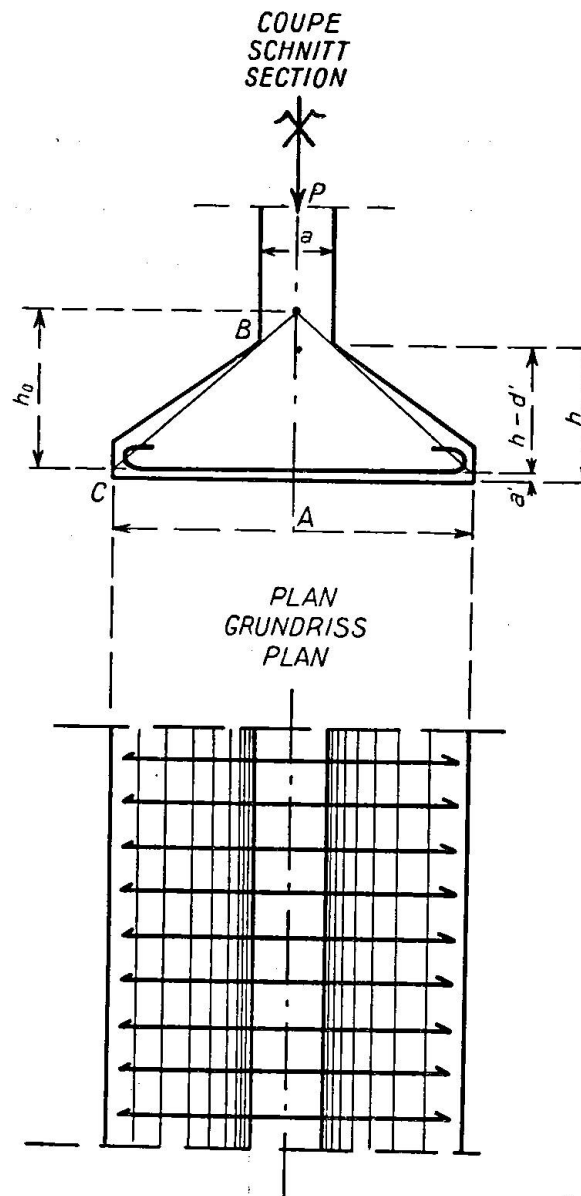 COUPE
SCHNITT
SECTION
P
a
B
h₀
h – d'
h
a'
C
A
PLAN
GRUNDRISS
PLAN